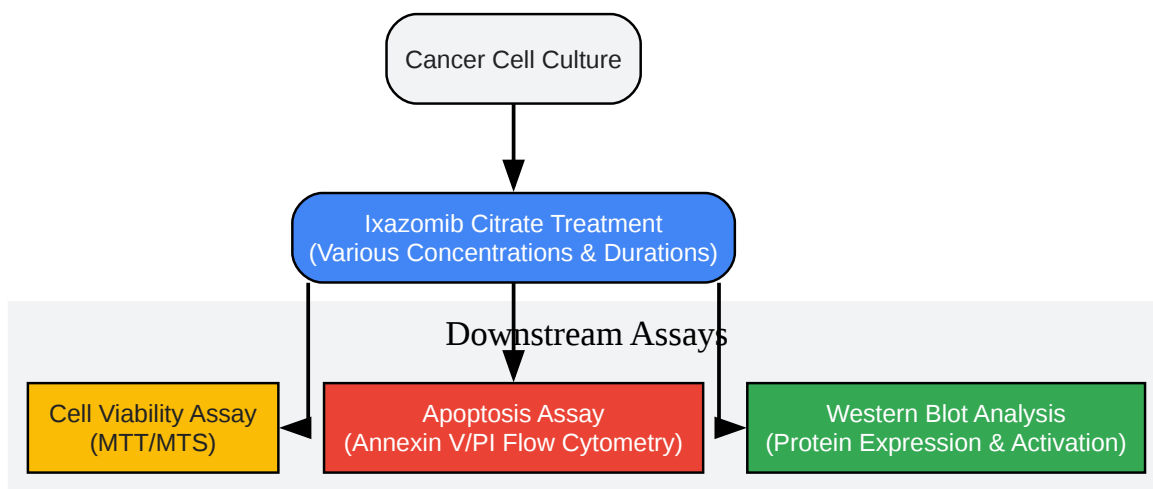 Cancer Cell Culture
Ixazomib Citrate Treatment
(Various Concentrations & Durations)
Downstream Assays
Cell Viability Assay
(MTT/MTS)
Apoptosis Assay
(Annexin V/PI Flow Cytometry)
Western Blot Analysis
(Protein Expression & Activation)